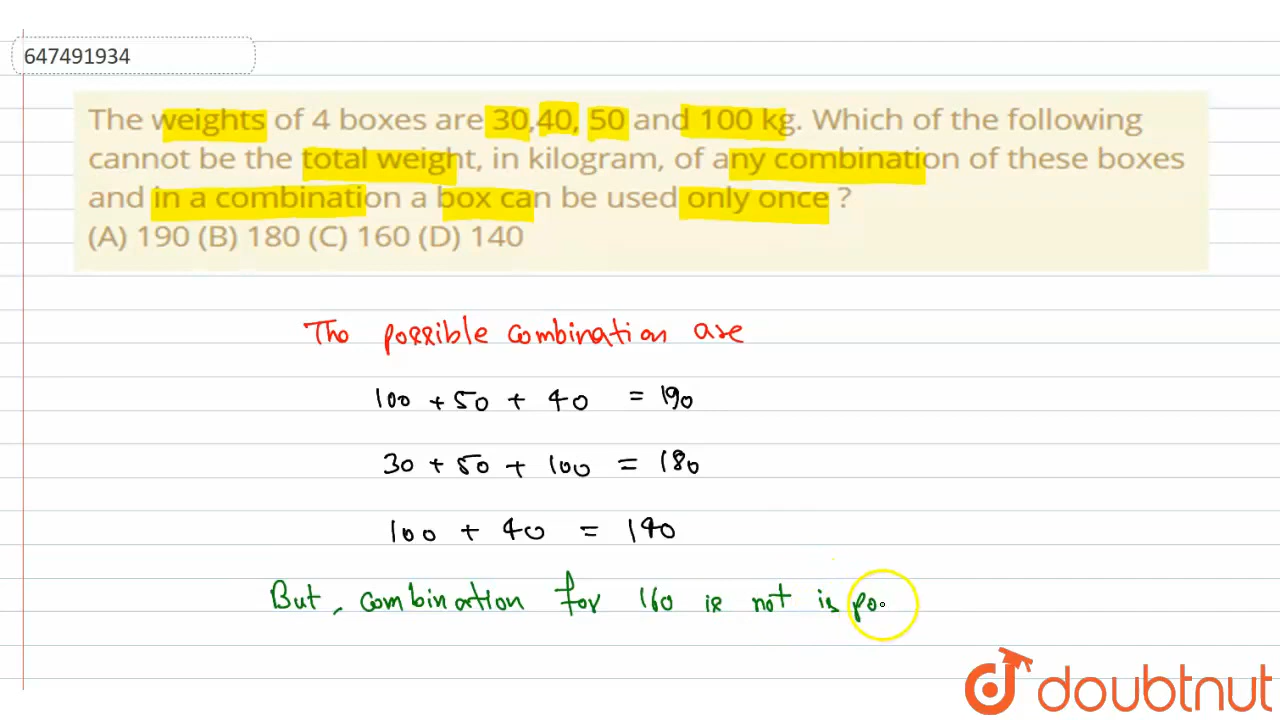 647491934
The weights of 4 boxes are 30,40, 50 and 100 kg. Which of the following
cannot be the total weight, in kilogram, of any combination of these boxes
and in a combination a box can be used only once ?
(A) 190 (B) 180 (C) 160 (D) 140
The possible combination are
100 + 50 + 40 = 190
30 + 50 + 100 = 180
100 + 40 = 140
But, combination for 160 is not is po
doubtnut